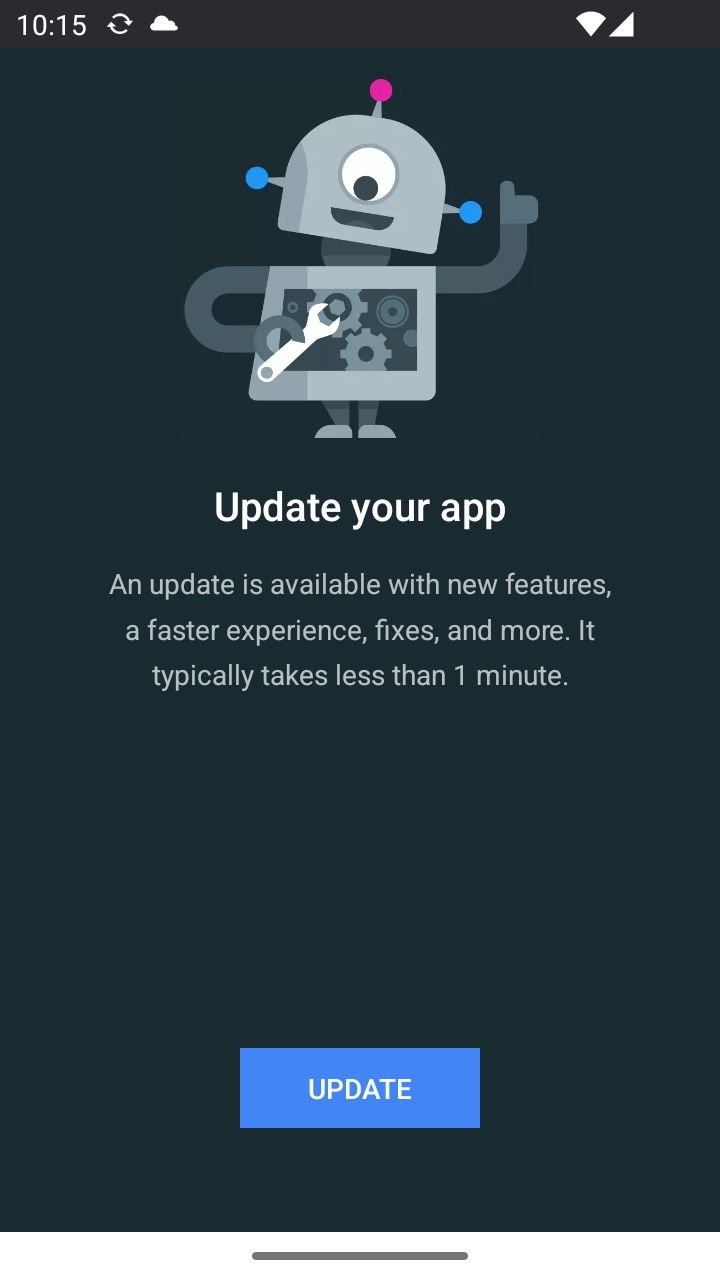 10:15
Update your app
An update is available with new features,
a faster experience, fixes, and more. It
typically takes less than 1 minute.
UPDATE